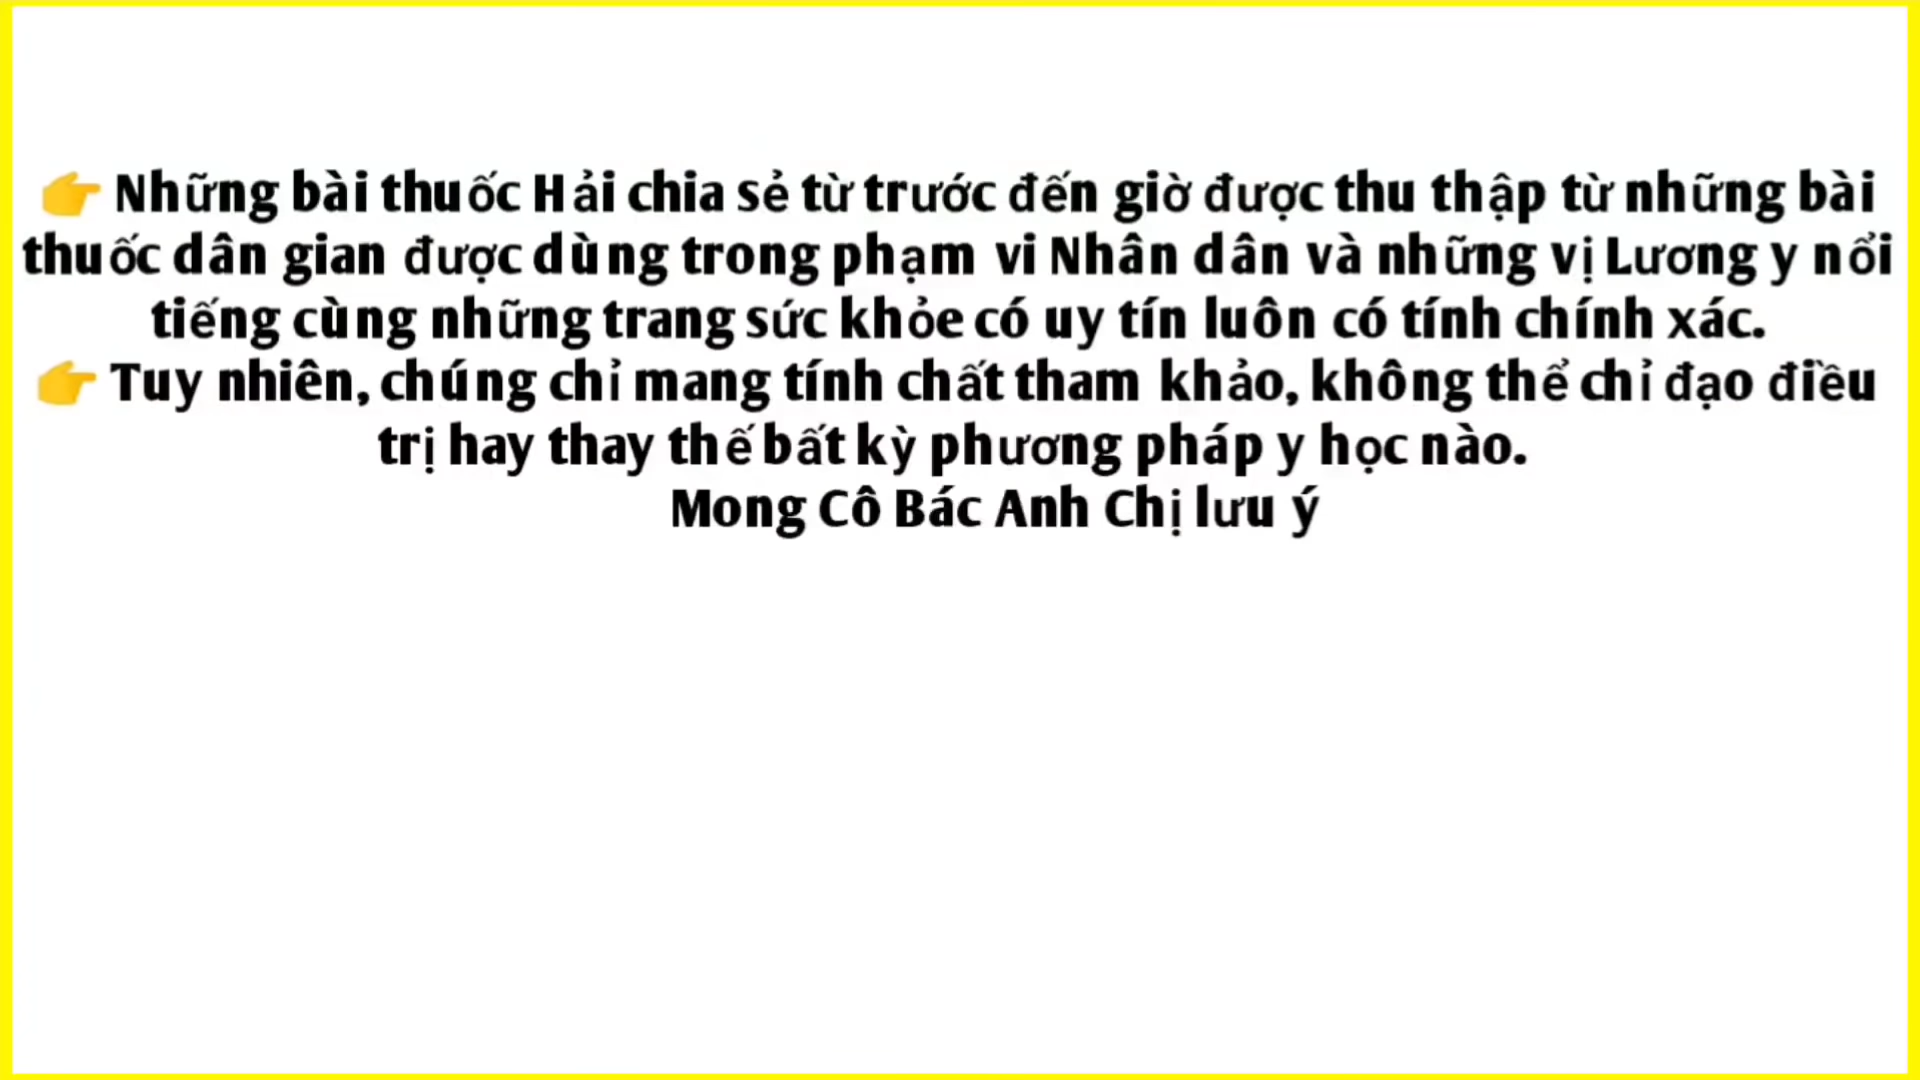 👉 Những bài thuốc Hải chia sẻ từ trước đến giờ được thu thập từ những bài
thuốc dân gian được dùng trong phạm vi Nhân dân và những vị Lương y nổi
tiếng cùng những trang sức khỏe có uy tín luôn có tính chính xác.
👉 Tuy nhiên, chúng chỉ mang tính chất tham khảo, không thể chỉ đạo điều
trị hay thay thế bất kỳ phương pháp y học nào.
Mong Cô Bác Anh Chị lưu ý